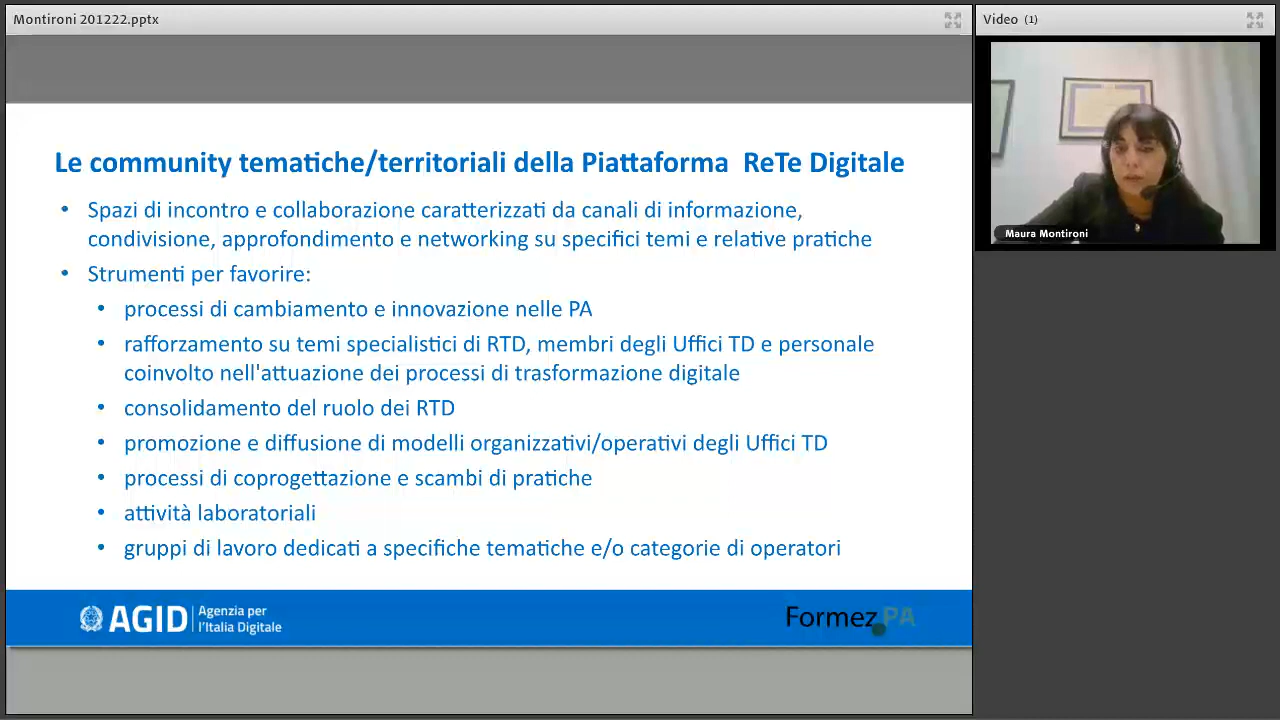 Montironi 201222.pptx
Video (1)
Maura Montironi
Le community tematiche/territoriali della Piattaforma ReTe Digitale
• Spazi di incontro e collaborazione caratterizzati da canali di informazione,
condivisione, approfondimento e networking su specifici temi e relative pratiche
• Strumenti per favorire:
• processi di cambiamento e innovazione nelle PA
• rafforzamento su temi specialistici di RTD, membri degli Uffici TD e personale
coinvolto nell'attuazione dei processi di trasformazione digitale
• consolidamento del ruolo dei RTD
• promozione e diffusione di modelli organizzativi/operativi degli Uffici TD
• processi di coprogettazione e scambi di pratiche
• attività laboratoriali
• gruppi di lavoro dedicati a specifiche tematiche e/o categorie di operatori
AGID
Agenzia per
l'Italia Digitale
Formez PA